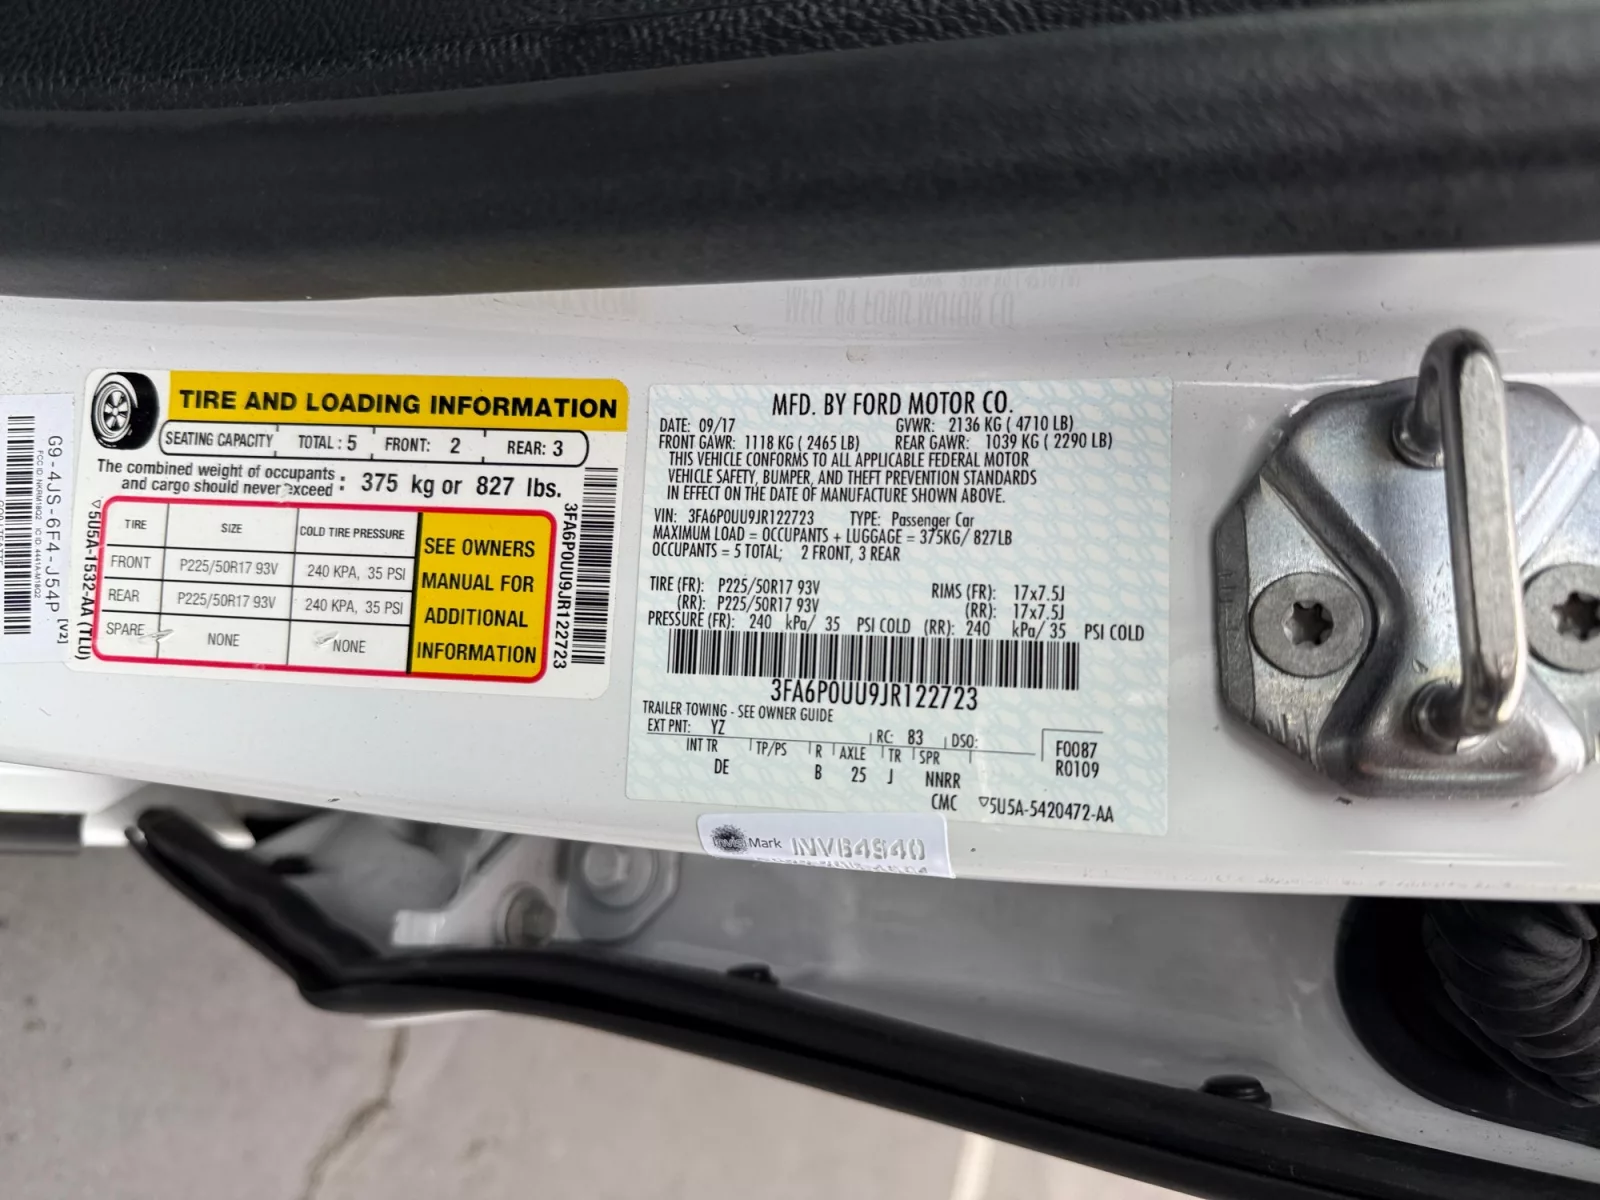 G9-4JS-6F4-J54P
[V2]
TIRE AND LOADING INFORMATION
SEATING CAPACITY TOTAL : 5 FRONT: 2 REAR: 3
The combined weight of occupants
and cargo should never exceed : 375 kg or 827 lbs.
TIRE SIZE COLD TIRE PRESSURE
FRONT P225/50R17 93V 240 KPA, 35 PSI
REAR P225/50R17 93V 240 KPA, 35 PSI
SPARE NONE NONE
SEE OWNERS
MANUAL FOR
ADDITIONAL
INFORMATION
5U5A-1532-AA (TLU)
3FA6P0UU9JR122723
MFD. BY FORD MOTOR CO.
DATE: 09/17 GVWR: 2136 KG ( 4710 LB)
FRONT GAWR: 1118 KG ( 2465 LB) REAR GAWR: 1039 KG ( 2290 LB)
THIS VEHICLE CONFORMS TO ALL APPLICABLE FEDERAL MOTOR
VEHICLE SAFETY, BUMPER, AND THEFT PREVENTION STANDARDS
IN EFFECT ON THE DATE OF MANUFACTURE SHOWN ABOVE.
VIN: 3FA6P0UU9JR122723 TYPE: Passenger Car
MAXIMUM LOAD = OCCUPANTS + LUGGAGE = 375KG/ 827LB
OCCUPANTS = 5 TOTAL; 2 FRONT, 3 REAR
TIRE (FR): P225/50R17 93V RIMS (FR): 17x7.5J
(RR): P225/50R17 93V (RR): 17x7.5J
PRESSURE (FR): 240 kPa/ 35 PSI COLD (RR): 240 kPa/ 35 PSI COLD
3FA6P0UU9JR122723
TRAILER TOWING - SEE OWNER GUIDE
EXT PNT: YZ RC: 83 DSO: F0087
INT TR TP/PS R AXLE TR SPR R0109
DE B 25 J NNRR
CMC 5U5A-5420472-AA
Mark NV64940